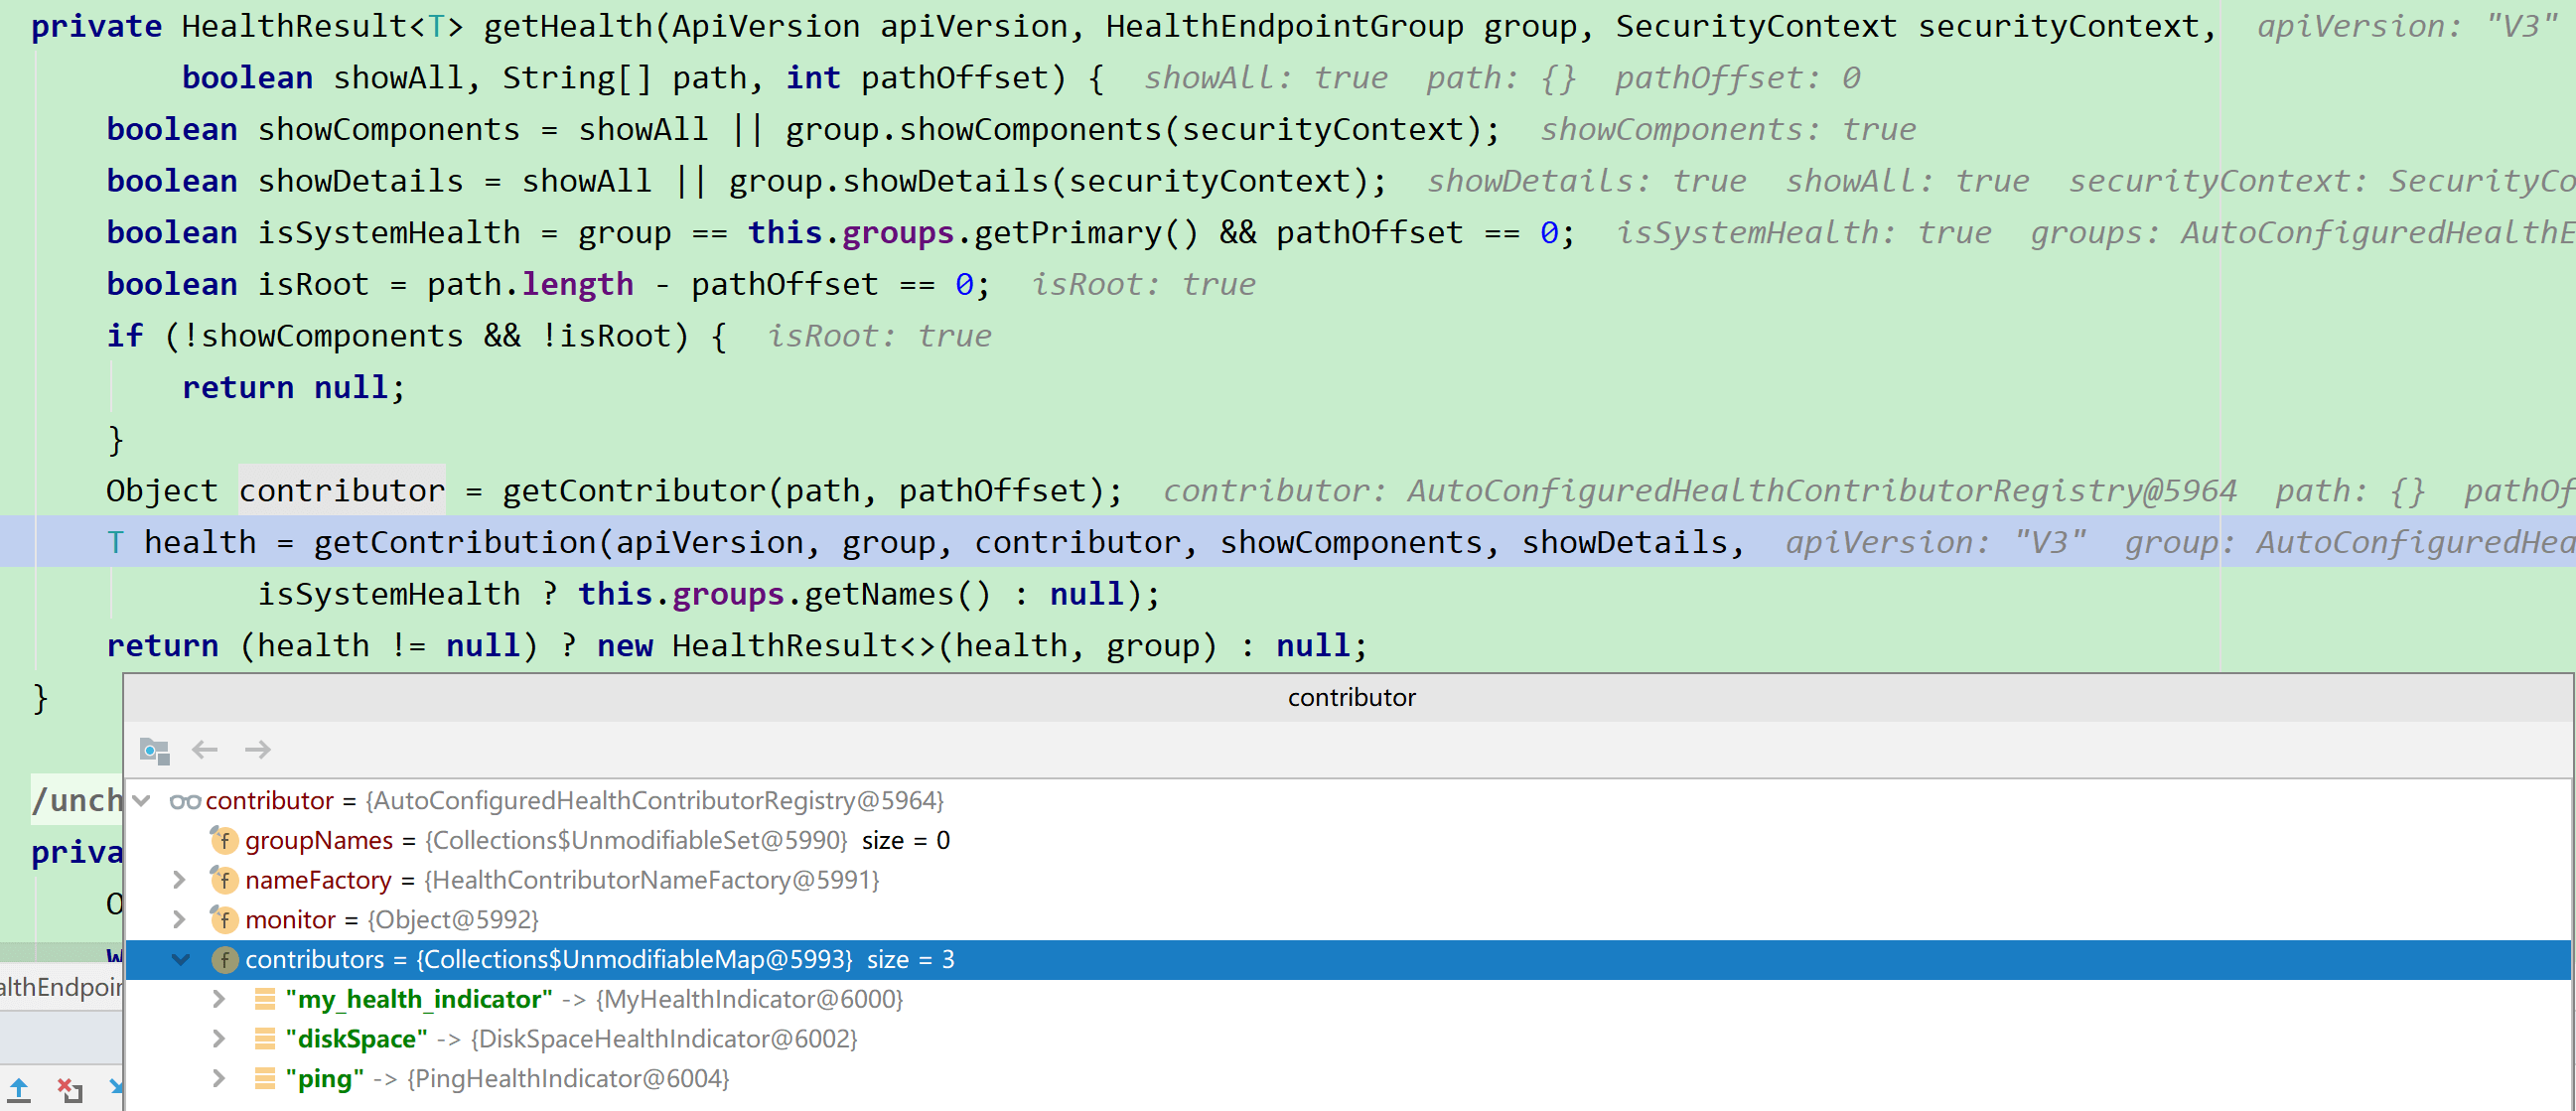 private HealthResult<T> getHealth(ApiVersion apiVersion, HealthEndpointGroup group, SecurityContext securityContext,  apiVersion: "V3"
boolean showAll, String[] path, int pathOffset) {  showAll: true  path: {}  pathOffset: 0
boolean showComponents = showAll || group.showComponents(securityContext);  showComponents: true
boolean showDetails = showAll || group.showDetails(securityContext);  showDetails: true  showAll: true  securityContext: SecurityCo
boolean isSystemHealth = group == this.groups.getPrimary() && pathOffset == 0;  isSystemHealth: true  groups: AutoConfiguredHealthE
boolean isRoot = path.length - pathOffset == 0;  isRoot: true
if (!showComponents && !isRoot) {  isRoot: true
return null;
}
Object contributor = getContributor(path, pathOffset);  contributor: AutoConfiguredHealthContributorRegistry@5964  path: {}  pathOf
T health = getContribution(apiVersion, group, contributor, showComponents, showDetails,  apiVersion: "V3"  group: AutoConfiguredHea
isSystemHealth ? this.groups.getNames() : null);
return (health != null) ? new HealthResult<>(health, group) : null;
}
contributor
/unch
contributor = {AutoConfiguredHealthContributorRegistry@5964}
groupNames = {Collections$UnmodifiableSet@5990} size = 0
priva
nameFactory = {HealthContributorNameFactory@5991}
monitor = {Object@5992}
contributors = {Collections$UnmodifiableMap@5993} size = 3
althEndpoin
"my_health_indicator" -> {MyHealthIndicator@6000}
"diskSpace" -> {DiskSpaceHealthIndicator@6002}
"ping" -> {PingHealthIndicator@6004}